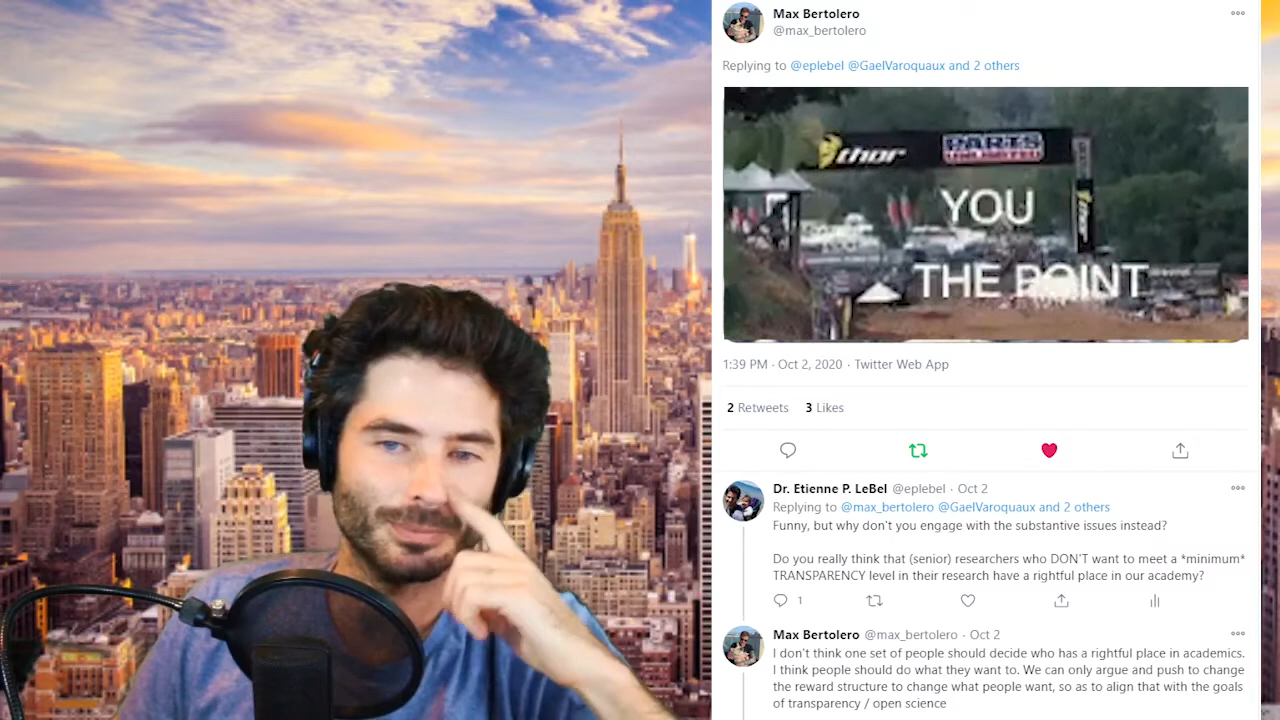 Max Bertolero
@max_bertolero
Replying to @eplebel @GaelVaroquaux and 2 others
thor
PARTS
UNLIMITED
YOU
THE POINT
thor
1:39 PM · Oct 2, 2020 · Twitter Web App
2 Retweets 3 Likes
Dr. Etienne P. LeBel @eplebel · Oct 2
Replying to @max_bertolero @GaelVaroquaux and 2 others
Funny, but why don't you engage with the substantive issues instead?
Do you really think that (senior) researchers who DON'T want to meet a *minimum*
TRANSPARENCY level in their research have a rightful place in our academy?
1
Max Bertolero @max_bertolero · Oct 2
I don't think one set of people should decide who has a rightful place in academics.
I think people should do what they want to. We can only argue and push to change
the reward structure to change what people want, so as to align that with the goals
of transparency / open science